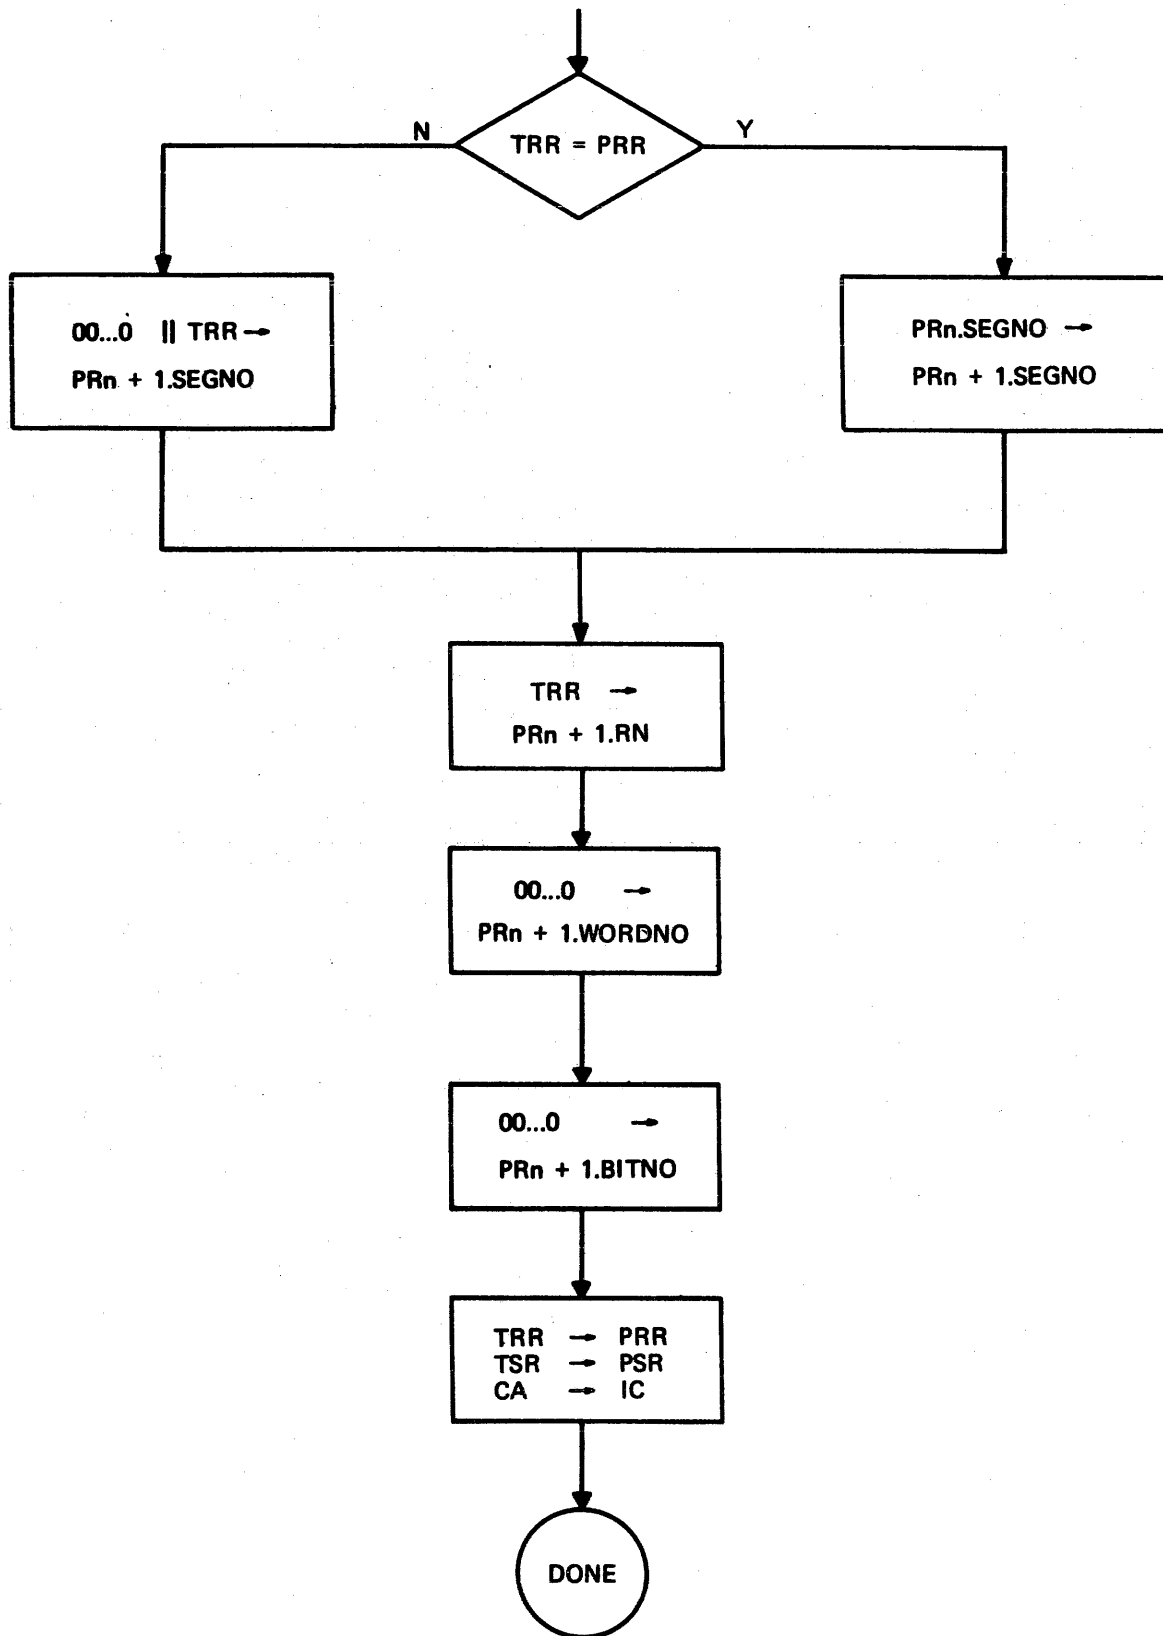 TRR = PRR
N
Y
00...0 || TRR →
PRn + 1.SEGNO
PRn.SEGNO →
PRn + 1.SEGNO
TRR →
PRn + 1.RN
00...0 →
PRn + 1.WORDNO
00...0 →
PRn + 1.BITNO
TRR → PRR
TSR → PSR
CA → IC
DONE